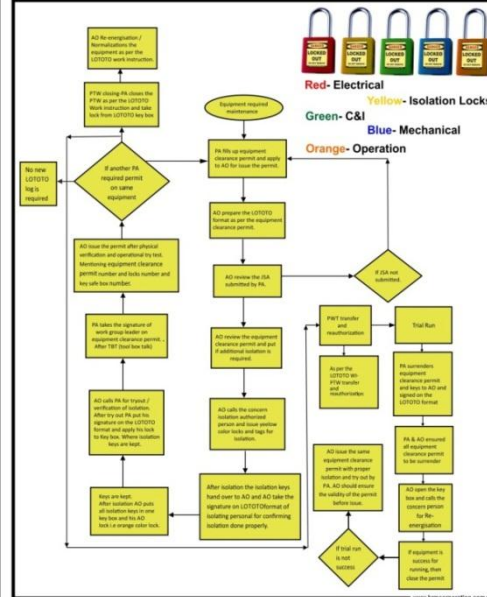 LOCKED
OUT
LOCKED
OUT
LOCKED
OUT
LOCKED
OUT
LOCKED
OUT
Red- Electrical
Yellow- Isolation Locks
Green- C&I
Blue- Mechanical
Orange- Operation
Equipment required
maintenance
PA fills up equipment
clearance permit and apply
to AO for issue the permit.
AO prepare the LOTOTO
format as per the equipment
clearance permit.
AO review the JSA
submitted by PA.
If JSA not
submitted.
AO review the equipment
clearance permit and put
if additional isolation is
required.
AO calls the concern
isolation authorized
person and issue yeelow
color locks and tags for
isolation.
After isolation the isolation keys
hand over to AO and AO take the
signature on LOTOTOformat of
isolating personal for confirming
isolation done properly.
Keys are kept.
After isolation AO puts
all isolation keys in one
key box and his AO
lock i.e orange color lock.
AO calls PA for tryout /
verification of isolation.
After try out PA put his
signature on the LOTOTO
format and apply his lock
to Key box. Where isolation
keys are kept.
PA takes the signature of
work group leader on
equipment clearance permit. .
After TBT (tool box talk)
AO issue the permit after physical
verification and operational try test.
Mentioning equipment clearance
permit number and locks number and
key safe box number.
If another PA
required permit
on same
equipment
No new
LOTOTO
log is
required
PTW closing-PA closes the
PTW as per the LOTOTO
Work instruction and take
lock from LOTOTO key box
AO Re-energisation /
Normalizations the
equipment as per the
LOTOTO work instruction.
PWT transfer
and
reauthorization
As per the
LOTOTO WI-
PTW transfer
and
reauthorization
Trial Run
PA surrenders
equipment
clearance permit
and keys to AO and
signed on the
LOTOTO format
PA & AO ensured
all equipment
clearance permit
to be surrender
AO open the key
box and calls the
concern person
for Re-
energisation
If equipment is
success for
running, then
close the permit
If trial run
is not
success
AO issue the same
equipment clearance
permit with proper
isolation and try out by
PA. AO should ensure
the validity of the permit
before issue.